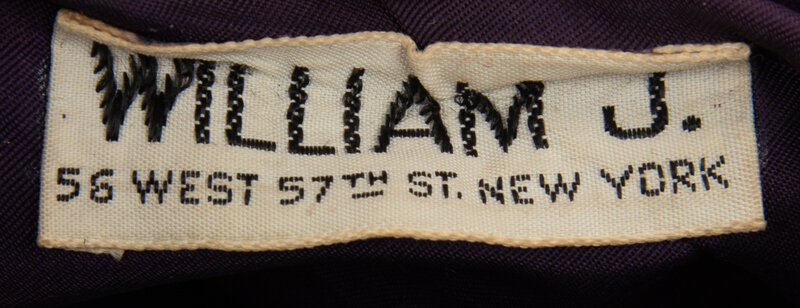 WILLIAM J.
56 WEST 57TH ST. NEW YORK